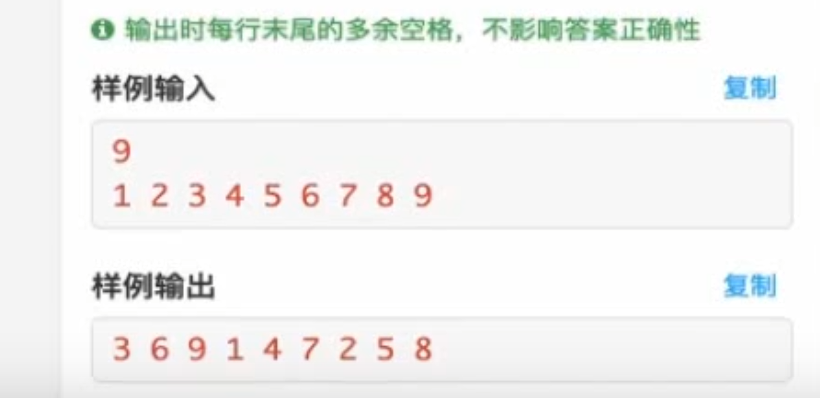 输出时每行末尾的多余空格，不影响答案正确性
样例输入 复制
9
1 2 3 4 5 6 7 8 9
样例输出 复制
3 6 9 1 4 7 2 5 8